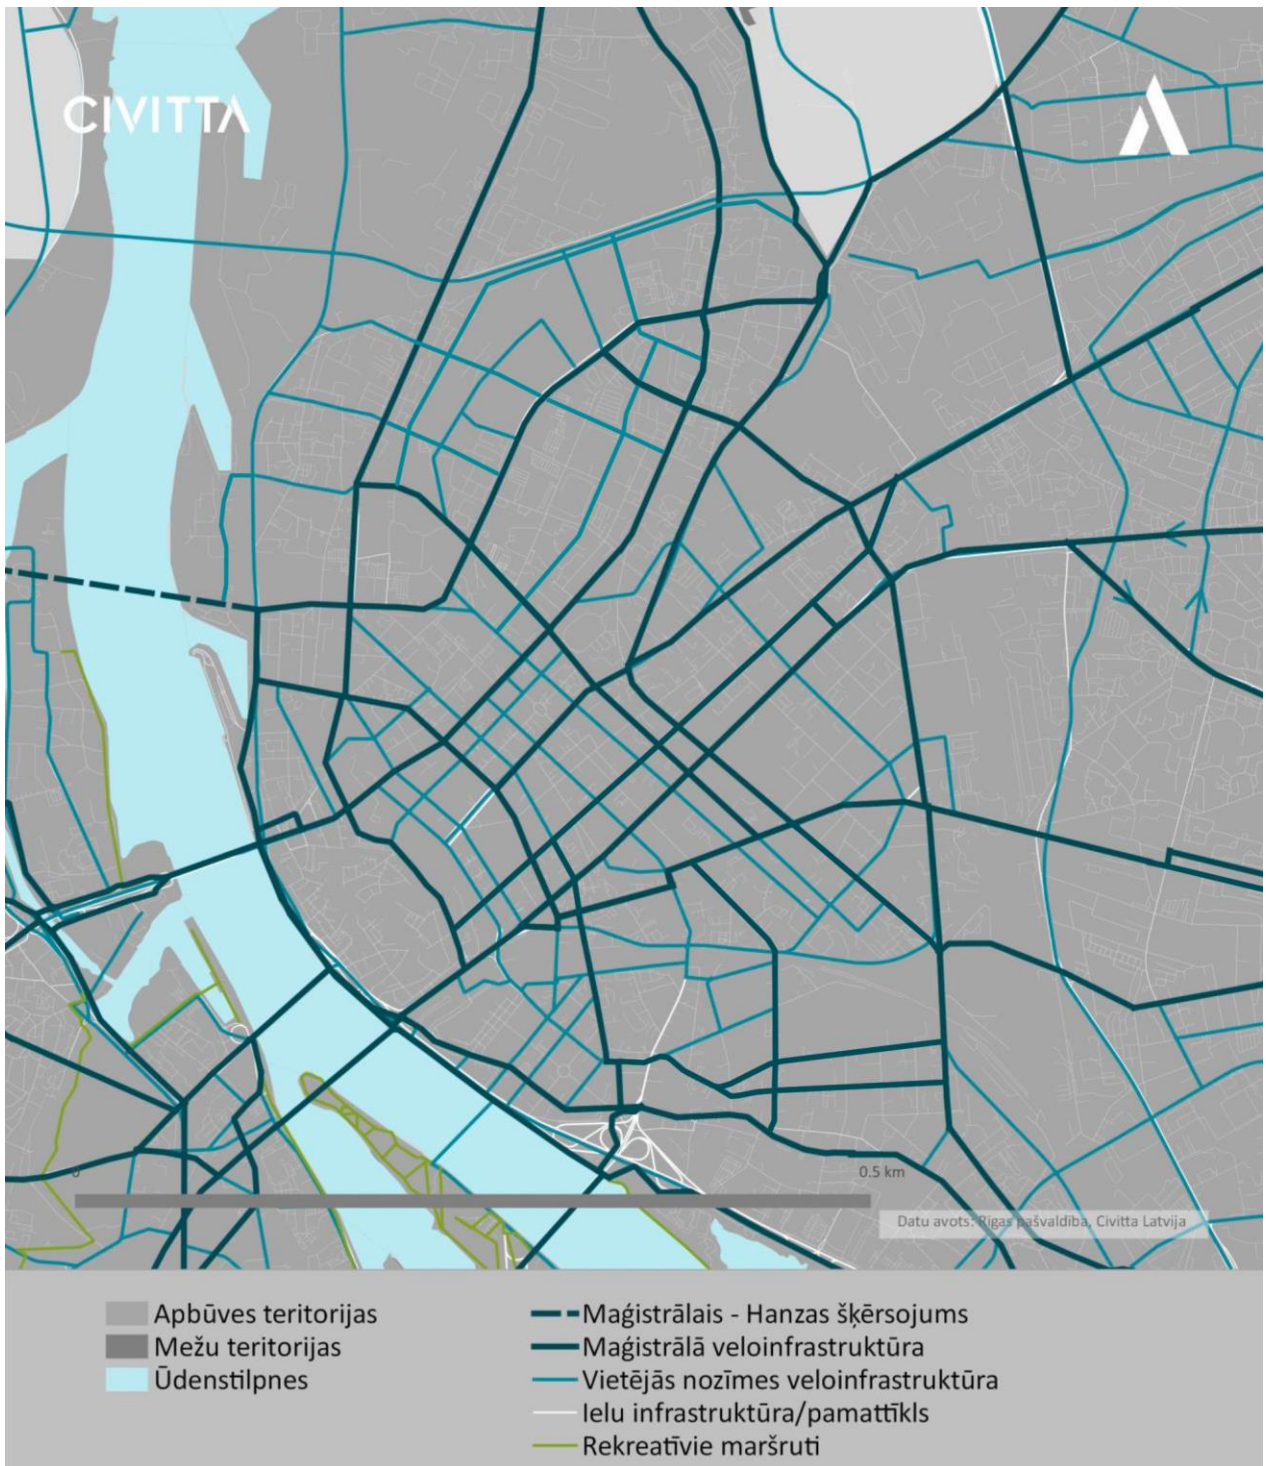 CIVITTA
0
0.5 km
Datu avots: Rīgas pašvaldība, Civitta Latvija
Apbūves teritorijas
Mežu teritorijas
Ūdenstilpnes
Maģistrālais - Hanzas šķērsojums
Maģistrālā veloinfrastruktūra
Vietējās nozīmes veloinfrastruktūra
Ielu infrastruktūra/pamattīkls
Rekreatīvie maršruti